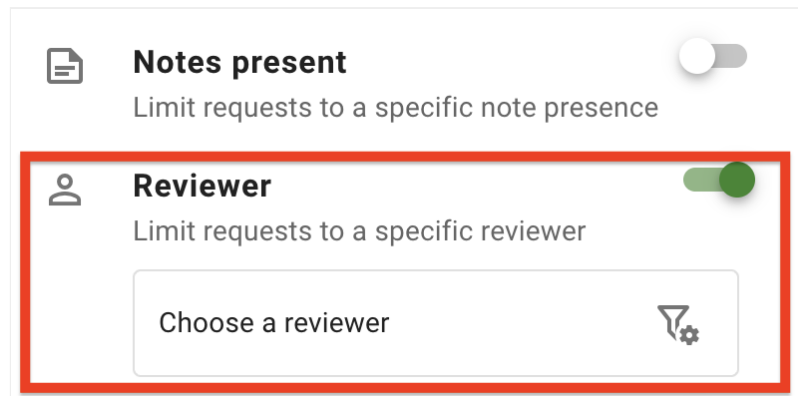 Notes present
Limit requests to a specific note presence
Reviewer
Limit requests to a specific reviewer
Choose a reviewer